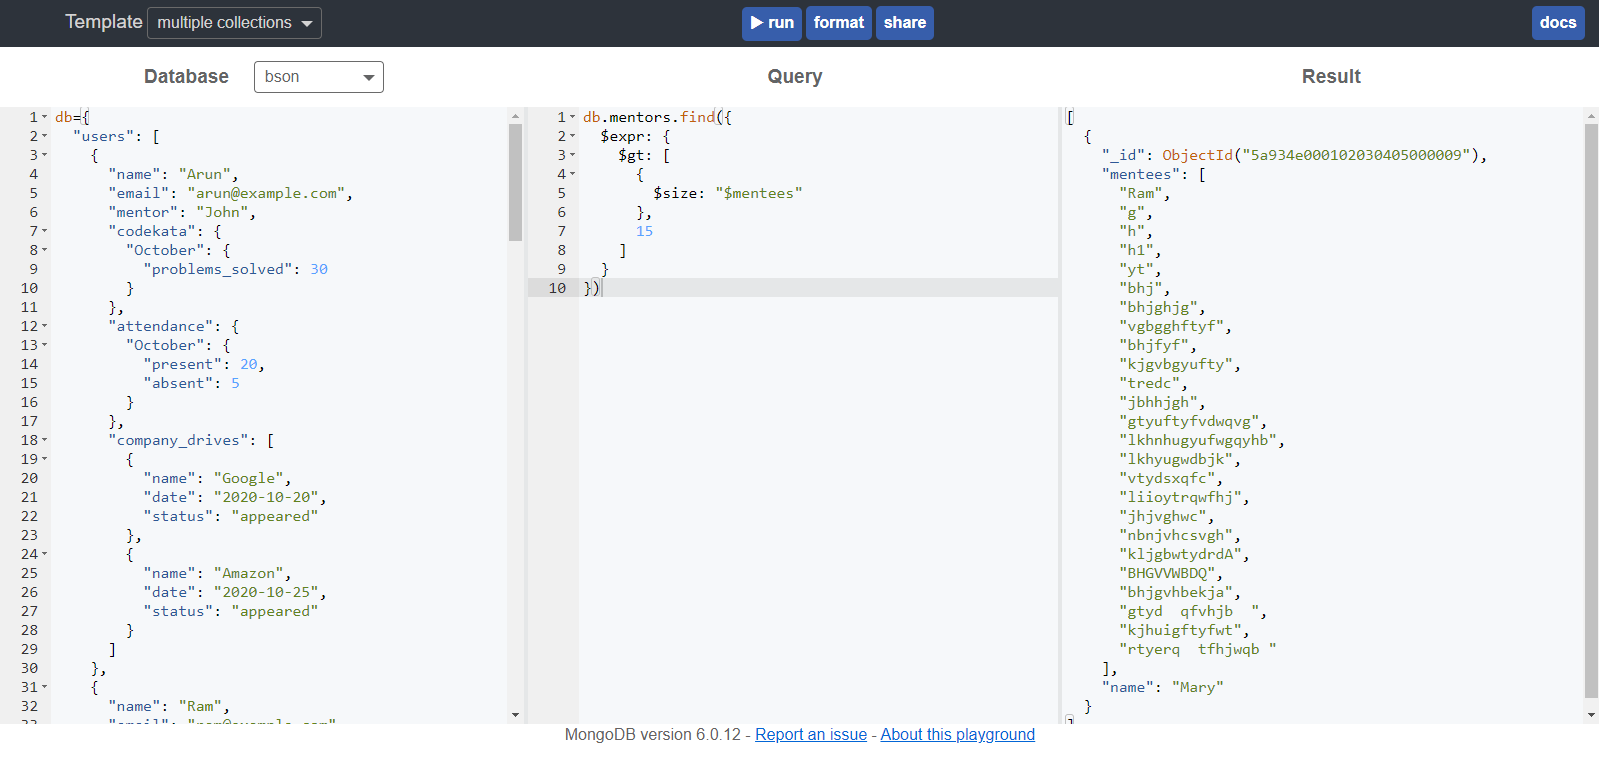 Template multiple collections
run format share
docs
Database bson
Query
Result
1 db={
2 "users": [
3 {
4 "name": "Arun",
5 "email": "arun@example.com",
6 "mentor": "John",
7 "codekata": {
8 "October": {
9 "problems_solved": 30
10 }
11 },
12 "attendance": {
13 "October": {
14 "present": 20,
15 "absent": 5
16 }
17 },
18 "company_drives": [
19 {
20 "name": "Google",
21 "date": "2020-10-20",
22 "status": "appeared"
23 },
24 {
25 "name": "Amazon",
26 "date": "2020-10-25",
27 "status": "appeared"
28 }
29 ]
30 },
31 {
32 "name": "Ram",
33 "email": "ram@example.com"
1 db.mentors.find({
2 $expr: {
3 $gt: [
4 {
5 $size: "$mentees"
6 },
7 15
8 ]
9 }
10 })
[
{
"_id": ObjectId("5a934e000102030405000009"),
"mentees": [
"Ram",
"g",
"h",
"h1",
"yt",
"bhj",
"bhjghjg",
"vgbgghftyf",
"bhjfyf",
"kjgvbgyufty",
"tredc",
"jbhhjgh",
"gtyuftyfvdwqvg",
"lkhnhugyufwgqyhb",
"lkhyugwdbjk",
"vtydsxqfc",
"liioytrqwfhj",
"jhjvghwc",
"nbnjvhcsvgh",
"kljgbwtydrdA",
"BHGVVWBDQ",
"bhjgvhbekja",
"gtyd  qfvhjb  ",
"kjhuigftyfwt",
"rtyerq  tfhjwqb "
],
"name": "Mary"
}
]
MongoDB version 6.0.12 - Report an issue - About this playground